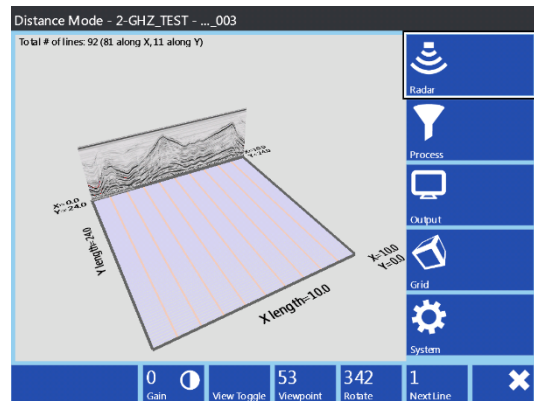 Distance Mode - 2-GHZ_TEST - ..._003
Total # of lines: 92 (81 along X, 11 along Y)
Radar
Process
Output
Grid
System
X=10.0
Y=24.0
X=0.0
Y=24.0
Y length=24.0
X=10.0
Y=0.0
X length=10.0
0
Gain
View Toggle
53
Viewpoint
342
Rotate
1
Next Line